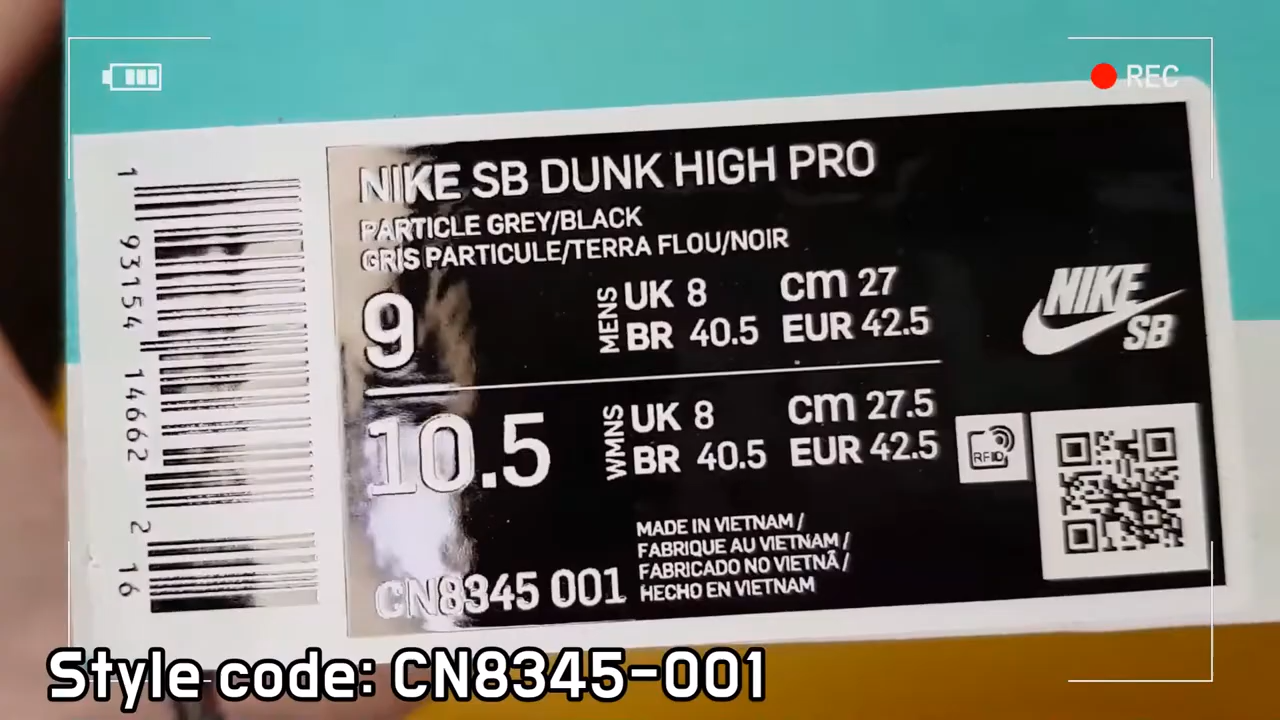 REC
NIKE SB DUNK HIGH PRO
PARTICLE GREY/BLACK
GRIS PARTICULE/TERRA FLOU/NOIR
9
MENS
UK 8 cm 27
BR 40.5 EUR 42.5
NIKE
SB
10.5
WMNS
UK 8 cm 27.5
BR 40.5 EUR 42.5
RFID
MADE IN VIETNAM /
FABRIQUE AU VIETNAM /
FABRICADO NO VIETNÃ /
HECHO EN VIETNAM
CN8345 001
1 93154 14662 2 16
Style code: CN8345-001